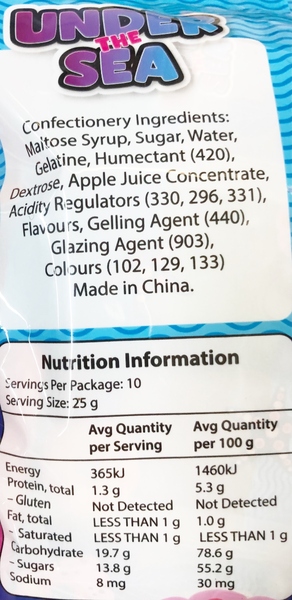 UNDER
THE
SEA
Confectionery Ingredients:
Maltose Syrup, Sugar, Water,
Gelatine, Humectant (420),
Dextrose, Apple Juice Concentrate,
Acidity Regulators (330, 296, 331),
Flavours, Gelling Agent (440),
Glazing Agent (903),
Colours (102, 129, 133)
Made in China.
Nutrition Information
Servings Per Package: 10
Serving Size: 25 g
Avg Quantity Avg Quantity
per Serving per 100 g
Energy 365kJ 1460kJ
Protein, total 1.3 g 5.3 g
- Gluten Not Detected Not Detected
Fat, total LESS THAN 1 g 1.0 g
- Saturated LESS THAN 1 g LESS THAN 1 g
Carbohydrate 19.7 g 78.6 g
- Sugars 13.8 g 55.2 g
Sodium 8 mg 30 mg